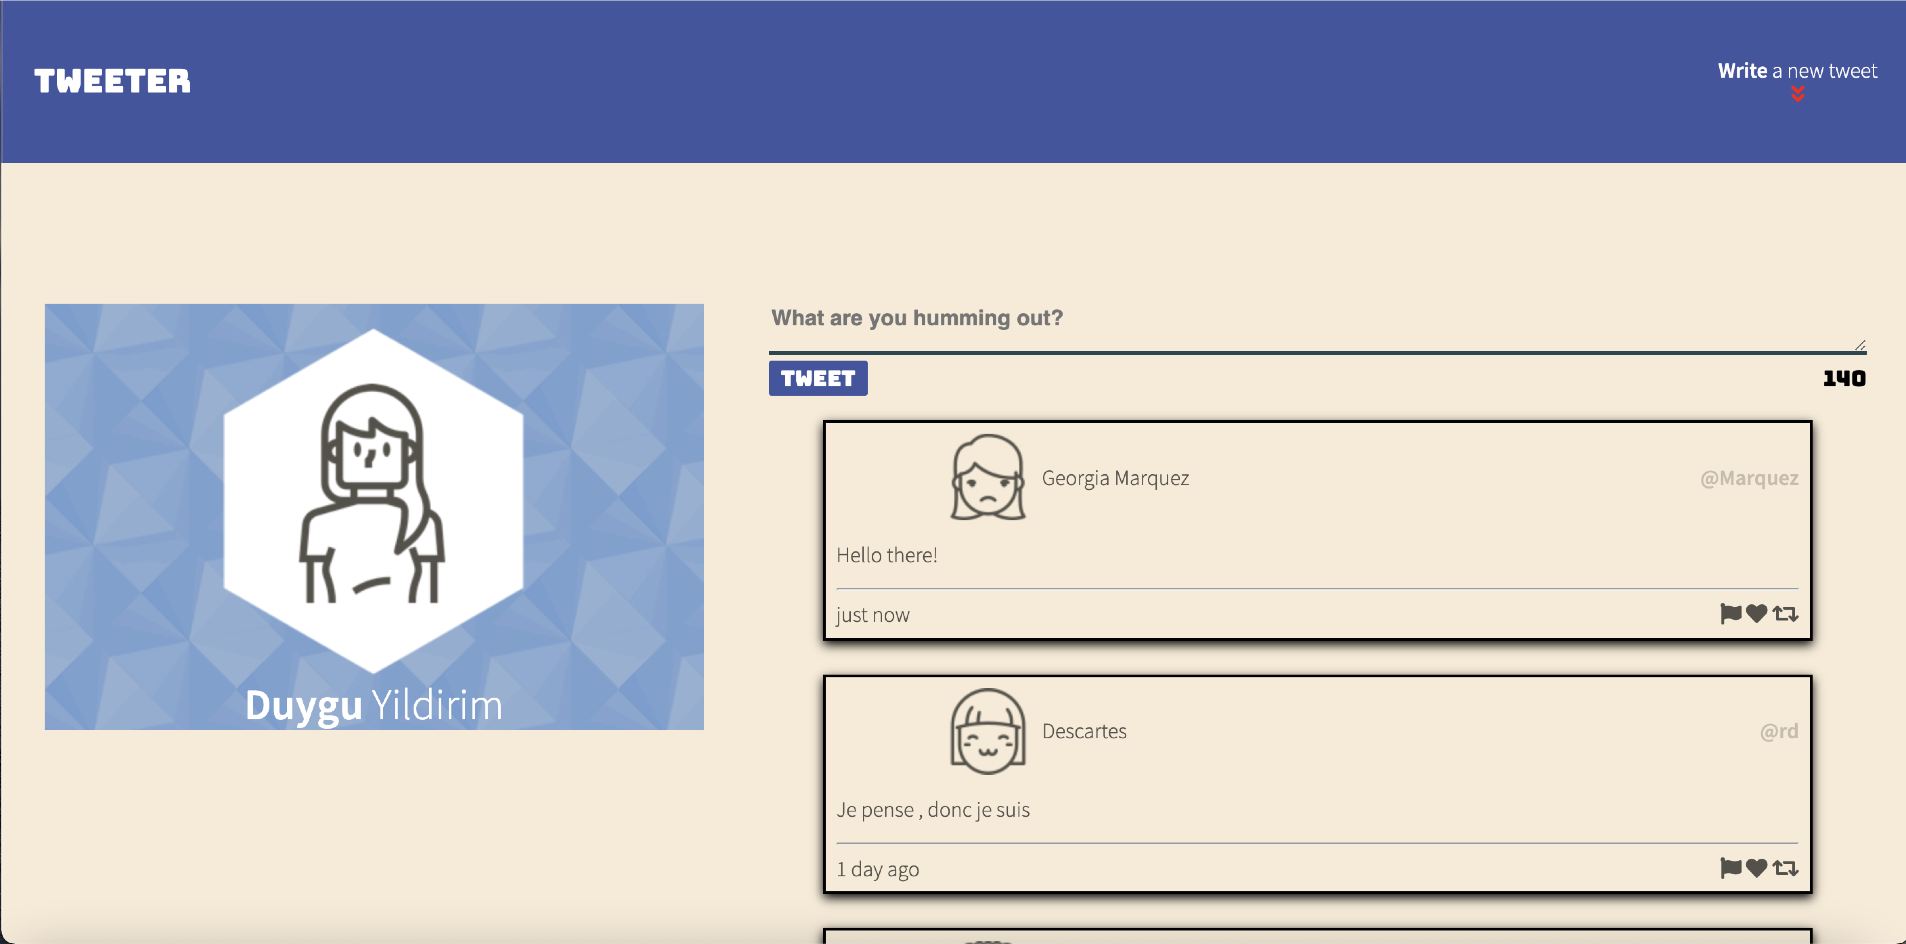 TWEETER
Write a new tweet
Duygu Yildirim
What are you humming out?
TWEET
140
Georgia Marquez
@Marquez
Hello there!
just now
Descartes
@rd
Je pense , donc je suis
1 day ago